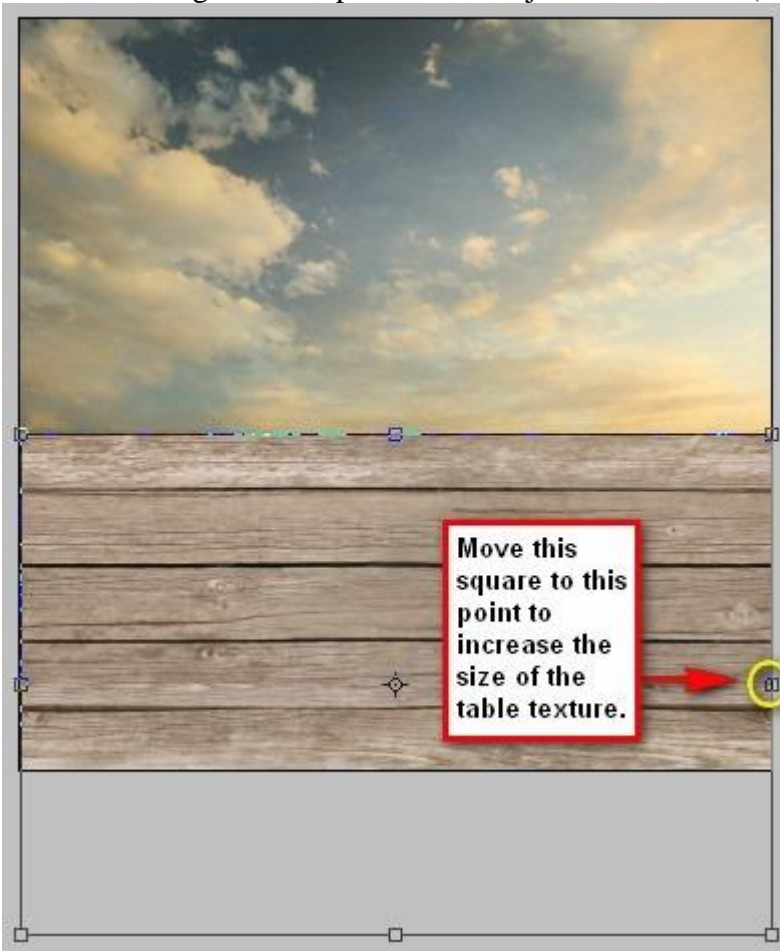 Move this
square to this
point to
increase the
size of the
table texture.